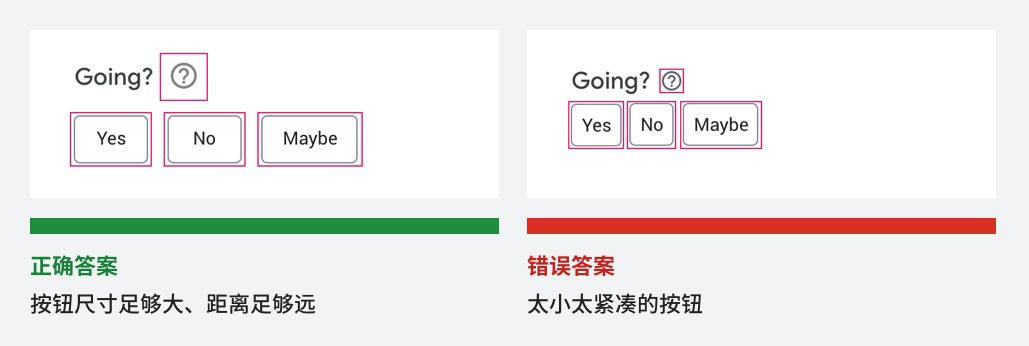 Going? ?
Yes No Maybe
正确答案
按钮尺寸足够大、距离足够远
Going? ?
Yes No Maybe
错误答案
太小太紧凑的按钮